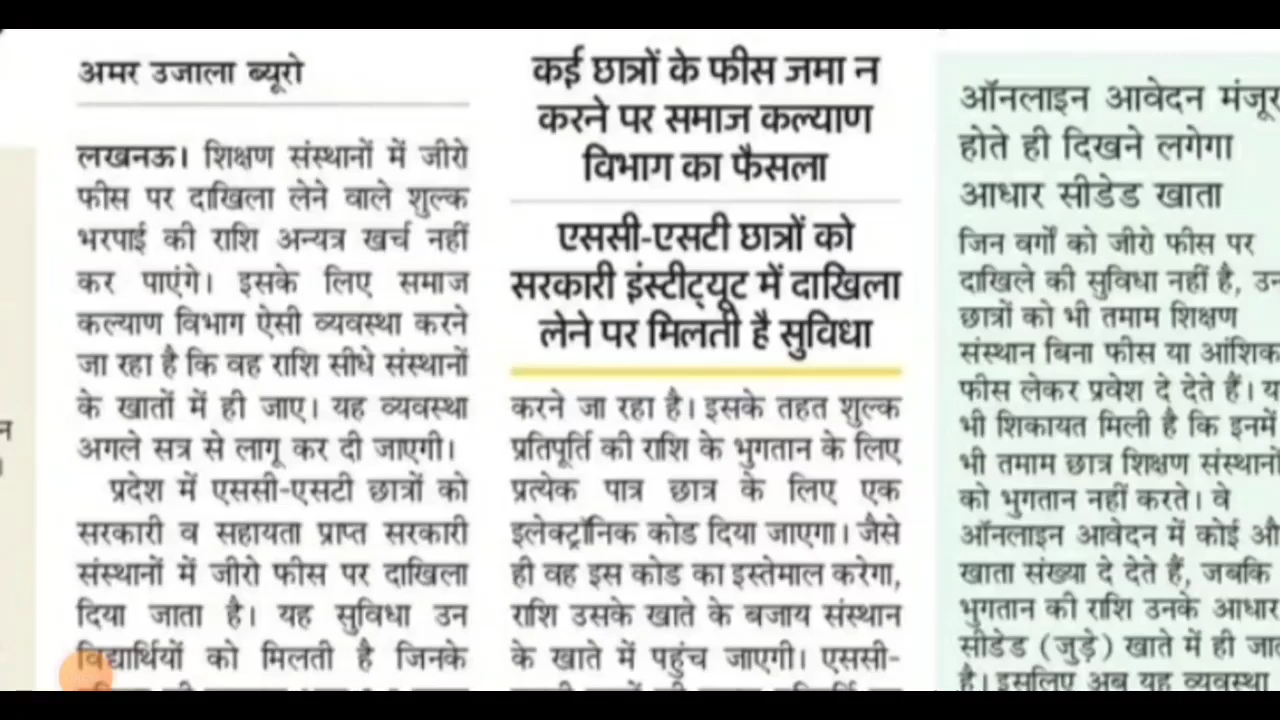 अमर उजाला ब्यूरो
लखनऊ। शिक्षण संस्थानों में जीरो
फीस पर दाखिला लेने वाले शुल्क
भरपाई की राशि अन्यत्र खर्च नहीं
कर पाएंगे। इसके लिए समाज
कल्याण विभाग ऐसी व्यवस्था करने
जा रहा है कि वह राशि सीधे संस्थानों
के खातों में ही जाए। यह व्यवस्था
अगले सत्र से लागू कर दी जाएगी।
प्रदेश में एससी-एसटी छात्रों को
सरकारी व सहायता प्राप्त सरकारी
संस्थानों में जीरो फीस पर दाखिला
दिया जाता है। यह सुविधा उन
विद्यार्थियों को मिलती है जिनके
कई छात्रों के फीस जमा न
करने पर समाज कल्याण
विभाग का फैसला
एससी-एसटी छात्रों को
सरकारी इंस्टीट्यूट में दाखिला
लेने पर मिलती है सुविधा
करने जा रहा है। इसके तहत शुल्क
प्रतिपूर्ति की राशि के भुगतान के लिए
प्रत्येक पात्र छात्र के लिए एक
इलेक्ट्रॉनिक कोड दिया जाएगा। जैसे
ही वह इस कोड का इस्तेमाल करेगा,
राशि उसके खाते के बजाय संस्थान
के खाते में पहुंच जाएगी। एससी-
ऑनलाइन आवेदन मंजूर
होते ही दिखने लगेगा
आधार सीडेड खाता
जिन वर्गों को जीरो फीस पर
दाखिले की सुविधा नहीं है, उन
छात्रों को भी तमाम शिक्षण
संस्थान बिना फीस या आंशिक
फीस लेकर प्रवेश दे देते हैं। य
भी शिकायत मिली है कि इनमें
भी तमाम छात्र शिक्षण संस्थानों
को भुगतान नहीं करते। वे
ऑनलाइन आवेदन में कोई औ
खाता संख्या दे देते हैं, जबकि
भुगतान की राशि उनके आधार
सीडेड (जुड़े) खाते में ही जात
है। इसलिए अब यह व्यवस्था